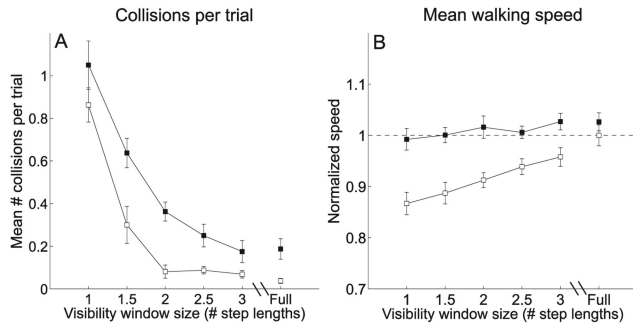 Collisions per trial
A
Mean # collisions per trial
1
0.8
0.6
0.4
0.2
0
1 1.5 2 2.5 3 Full
Visibility window size (# step lengths)
Mean walking speed
B
Normalized speed
1.1
1
0.9
0.8
0.7
1 1.5 2 2.5 3 Full
Visibility window size (# step lengths)